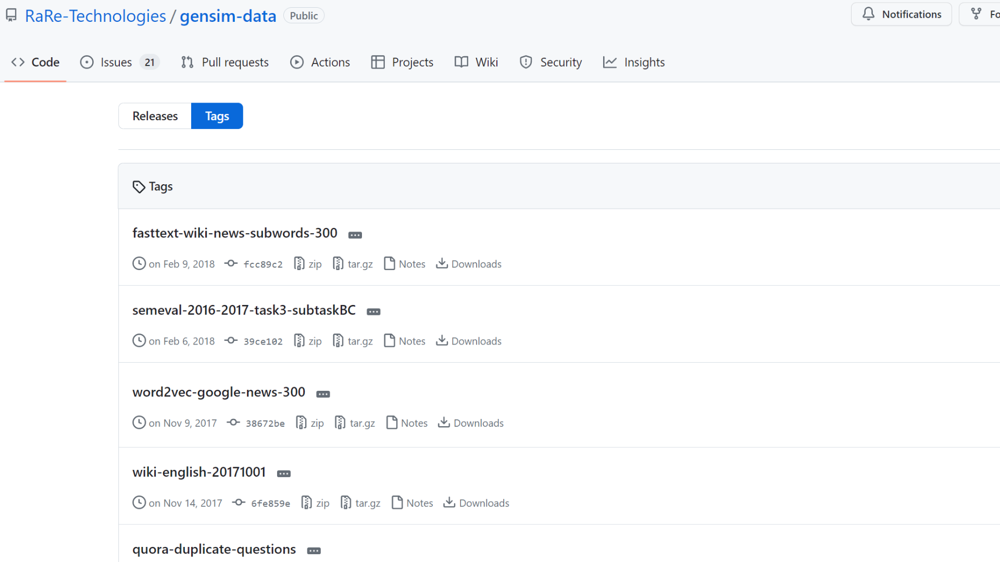 RaRe-Technologies / gensim-data Public Notifications
Code Issues 21 Pull requests Actions Projects Wiki Security Insights
Releases Tags
Tags
fasttext-wiki-news-subwords-300
on Feb 9, 2018 fcc89c2 zip tar.gz Notes Downloads
semeval-2016-2017-task3-subtaskBC
on Feb 6, 2018 39ce102 zip tar.gz Notes Downloads
word2vec-google-news-300
on Nov 9, 2017 38672be zip tar.gz Notes Downloads
wiki-english-20171001
on Nov 14, 2017 6fe859e zip tar.gz Notes Downloads
quora-duplicate-questions